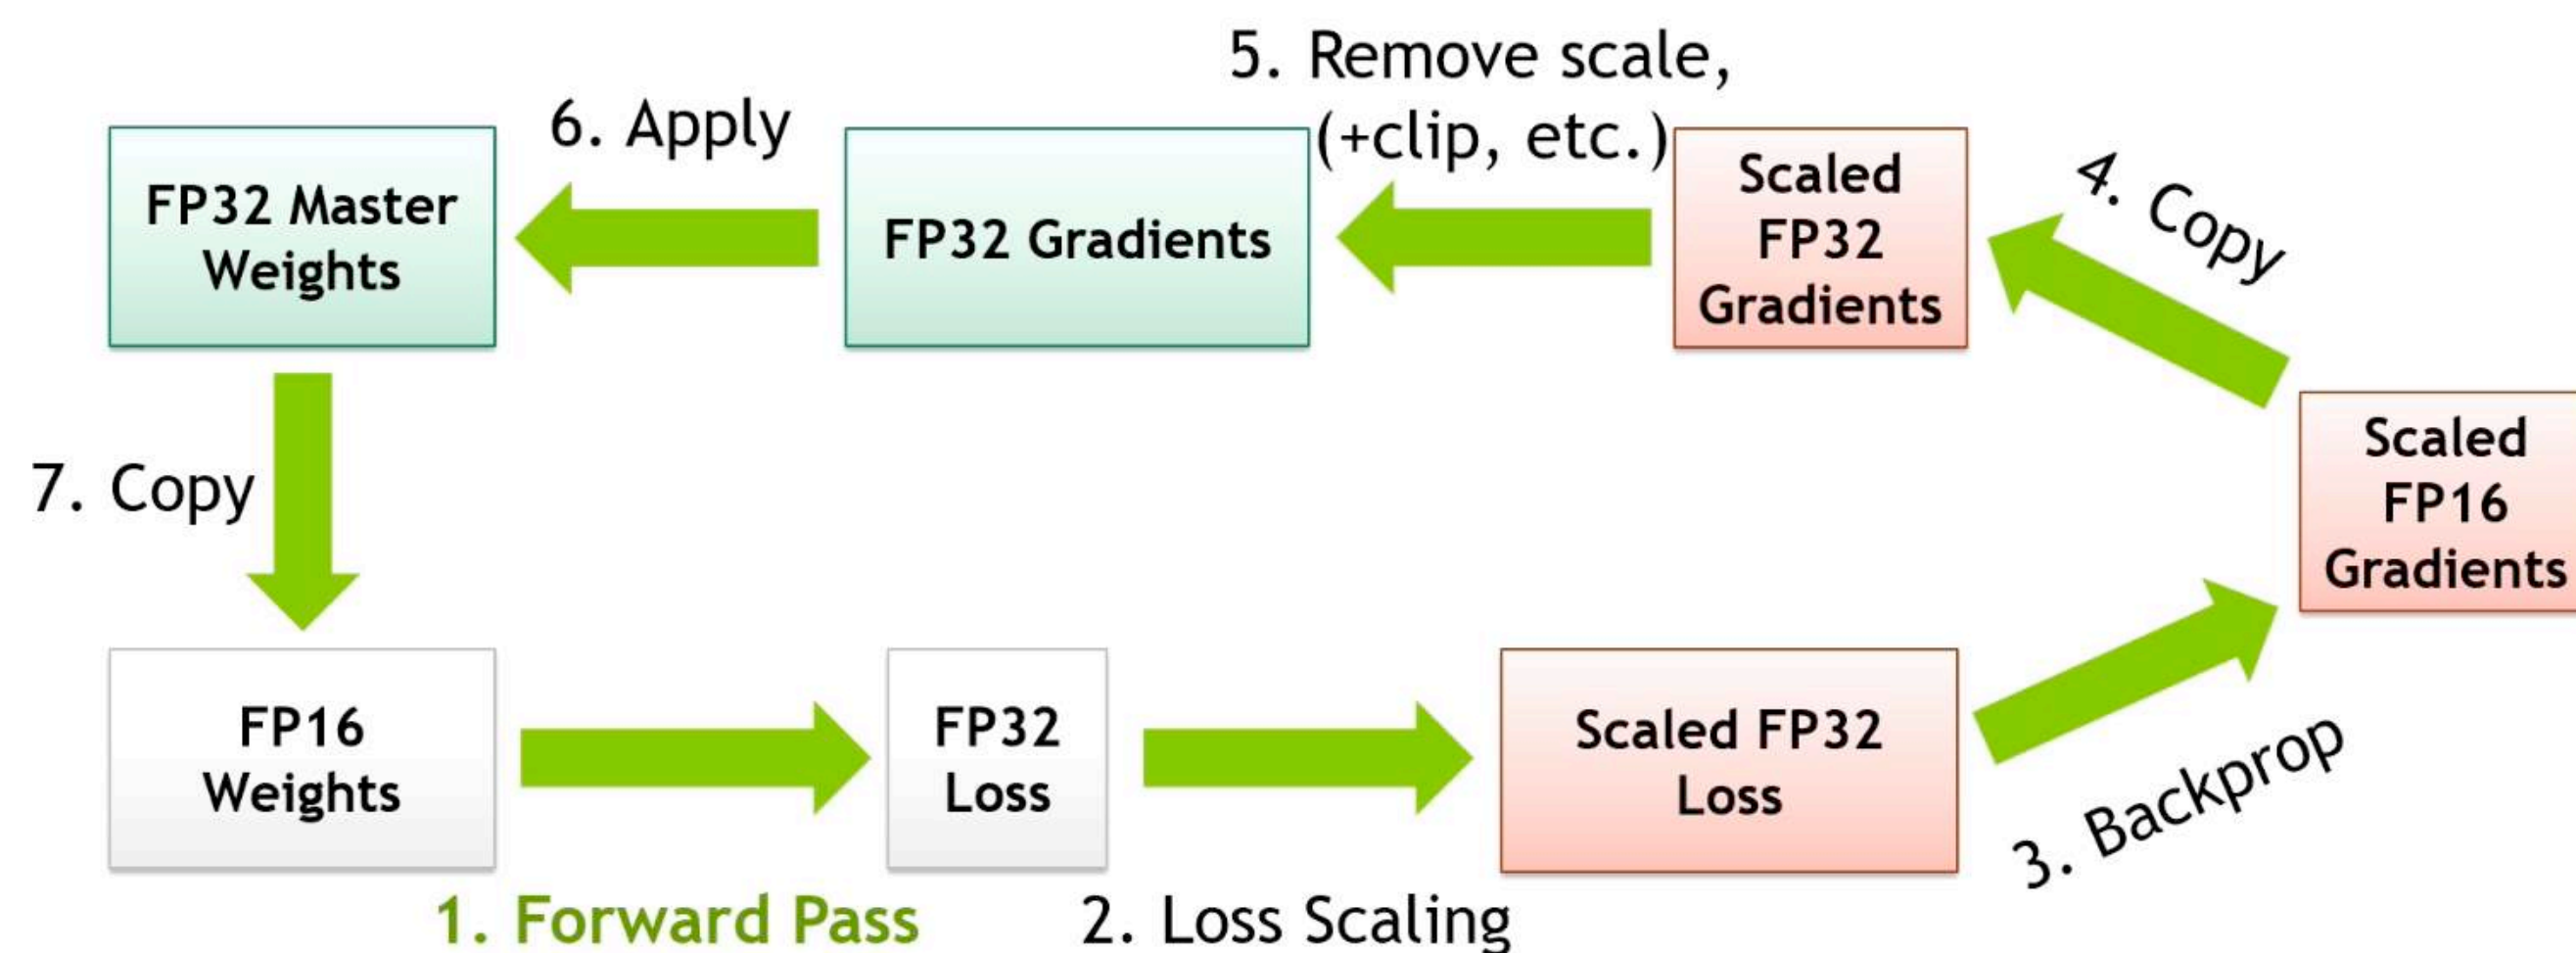 5. Remove scale,
(+clip, etc.)
6. Apply
FP32 Master
Weights
FP32 Gradients
Scaled
FP32
Gradients
4. Copy
7. Copy
Scaled
FP16
Gradients
FP16
Weights
FP32
Loss
Scaled FP32
Loss
3. Backprop
1. Forward Pass
2. Loss Scaling